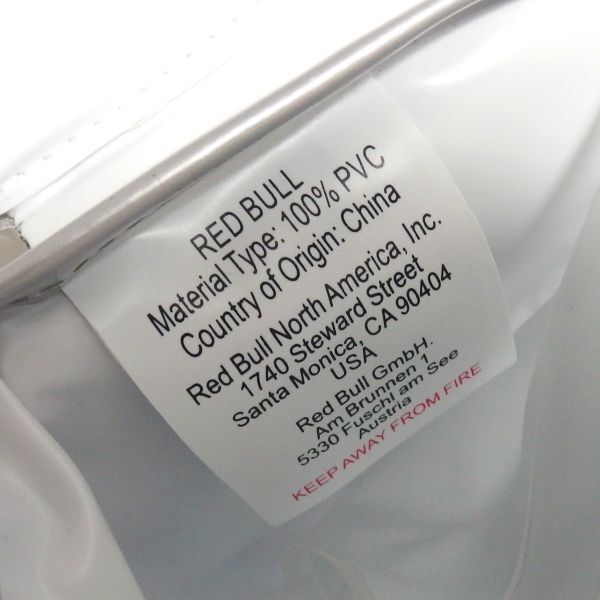 RED BULL
Material Type: 100% PVC
Country of Origin: China
Red Bull North America, Inc.
1740 Steward Street
Santa Monica, CA 90404
USA
Red Bull GmbH.
Am Brunnen 1
5330 Fuschl am See
Austria
KEEP AWAY FROM FIRE